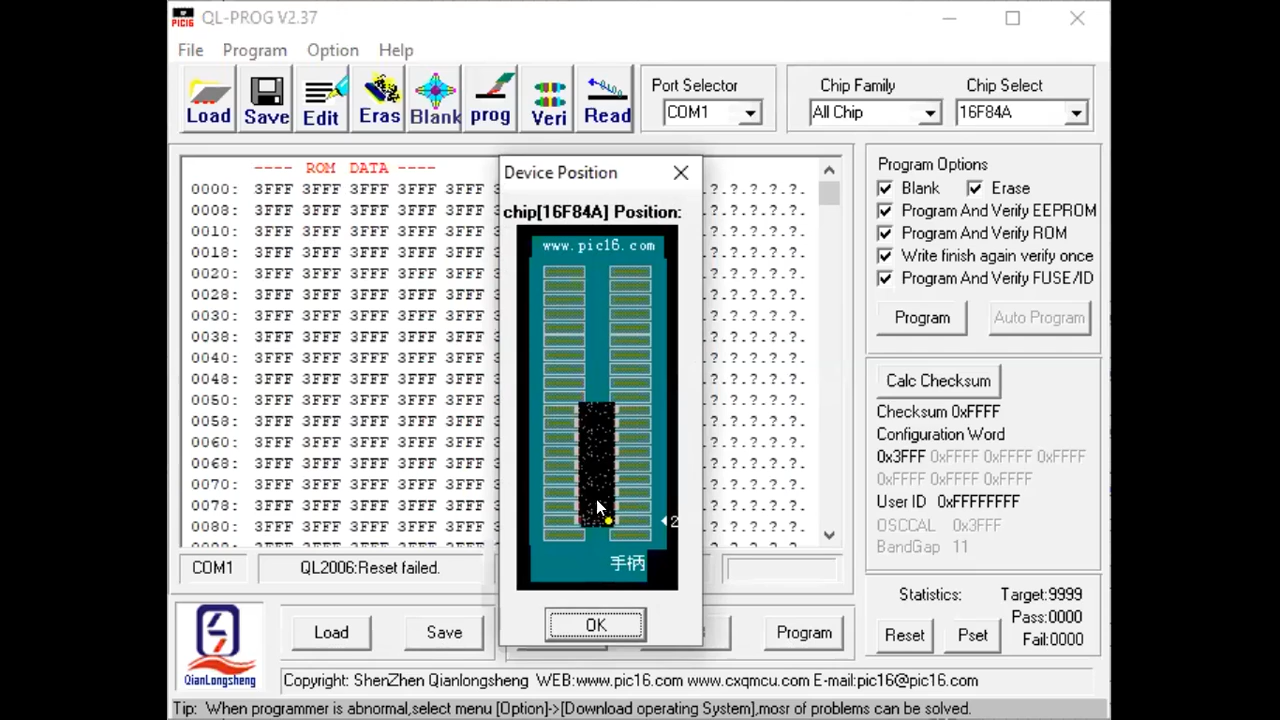 QL-PROG V2.37
File Program Option Help
Load Save Edit Eras Blank prog Veri Read
Port Selector
COM1
Chip Family Chip Select
All Chip 16F84A
---- ROM DATA ----
0000: 3FFF 3FFF 3FFF 3FFF 3FFF
0008: 3FFF 3FFF 3FFF 3FFF 3FFF
0010: 3FFF 3FFF 3FFF 3FFF 3FFF
0018: 3FFF 3FFF 3FFF 3FFF 3FFF
0020: 3FFF 3FFF 3FFF 3FFF 3FFF
0028: 3FFF 3FFF 3FFF 3FFF 3FFF
0030: 3FFF 3FFF 3FFF 3FFF 3FFF
0038: 3FFF 3FFF 3FFF 3FFF 3FFF
0040: 3FFF 3FFF 3FFF 3FFF 3FFF
0048: 3FFF 3FFF 3FFF 3FFF 3FFF
0050: 3FFF 3FFF 3FFF 3FFF 3FFF
0058: 3FFF 3FFF 3FFF 3FFF 3FFF
0060: 3FFF 3FFF 3FFF 3FFF 3FFF
0068: 3FFF 3FFF 3FFF 3FFF 3FFF
0070: 3FFF 3FFF 3FFF 3FFF 3FFF
0078: 3FFF 3FFF 3FFF 3FFF 3FFF
0080: 3FFF 3FFF 3FFF 3FFF 3FFF
Device Position
chip[16F84A] Position:
www.pic16.com
2
手柄
OK
Program Options
Blank Erase
Program And Verify EEPROM
Program And Verify ROM
Write finish again verify once
Program And Verify FUSE/ID
Program Auto Program
Calc Checksum
Checksum 0xFFFF
Configuration Word
0x3FFF 0xFFFF 0xFFFF 0xFFFF
0xFFFF 0xFFFF 0xFFFF
User ID 0xFFFFFFFF
OSCCAL 0x3FFF
BandGap 11
COM1 QL2006:Reset failed.
Statistics: Target:9999
Pass:0000
Fail:0000
Reset Pset
QianLongsheng
Load Save Program
Copyright: ShenZhen Qianlongsheng WEB:www.pic16.com www.cxqmcu.com E-mail:pic16@pic16.com
Tip: When programmer is abnormal,select menu [Option]->[Download operating System],mosr of problems can be solved.